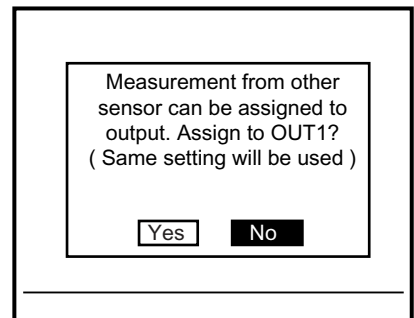 Measurement from other
sensor can be assigned to
output. Assign to OUT1?
( Same setting will be used )
Yes No